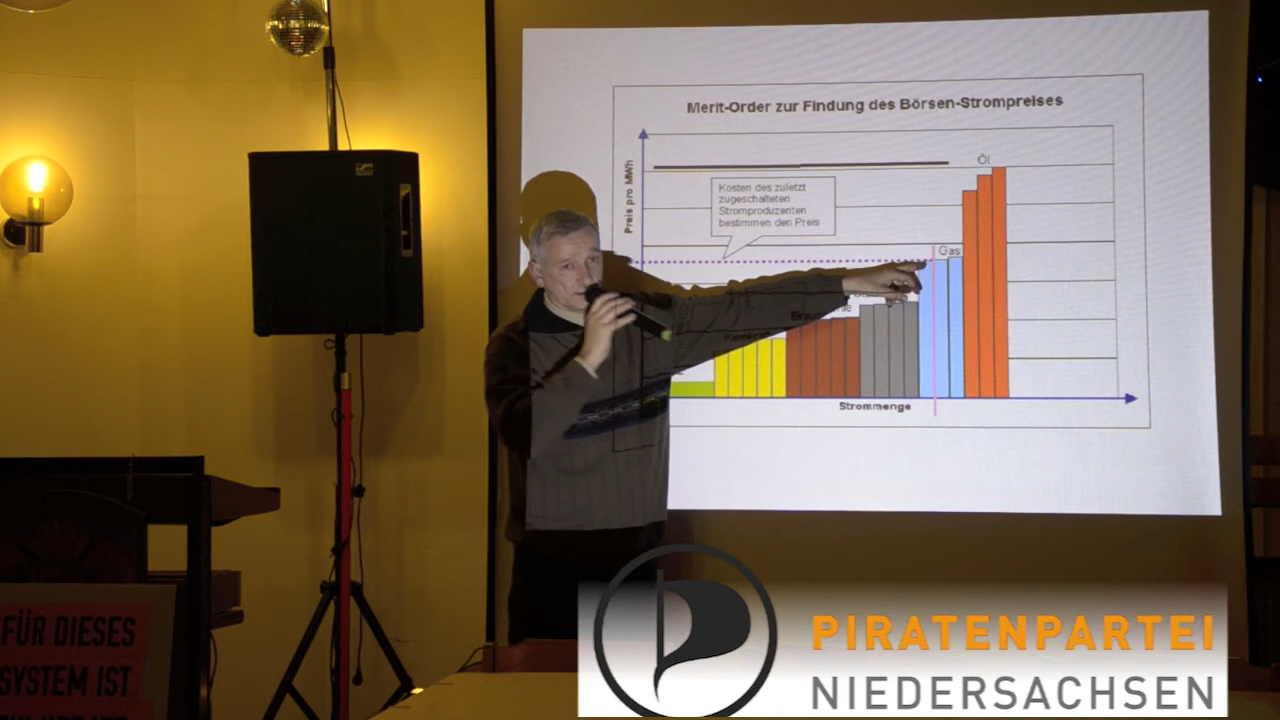 Merit-Order zur Findung des Börsen-Strompreises
Preis pro MWh
Kosten des zuletzt
zugeschalteten
Stromproduzenten
bestimmen den Preis
Öl
Gas
Strommenge
FÜR DIESES
SYSTEM IST
PIRATENPARTEI
NIEDERSACHSEN